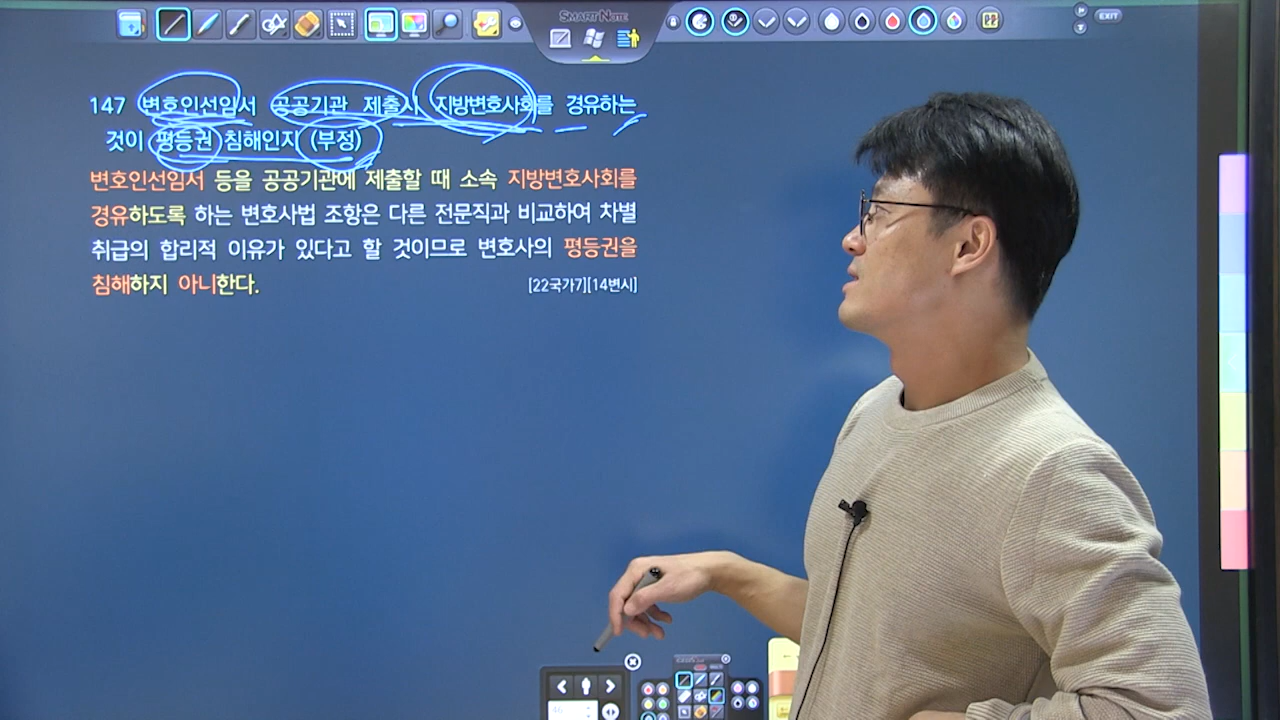 SMART NOTE
EXIT
147 변호인선임서 공공기관 제출시 지방변호사회를 경유하는
것이 평등권 침해인지 (부정)
변호인선임서 등을 공공기관에 제출할 때 소속 지방변호사회를
경유하도록 하는 변호사법 조항은 다른 전문직과 비교하여 차별
취급의 합리적 이유가 있다고 할 것이므로 변호사의 평등권을
침해하지 아니한다. [22국가7][14변시]